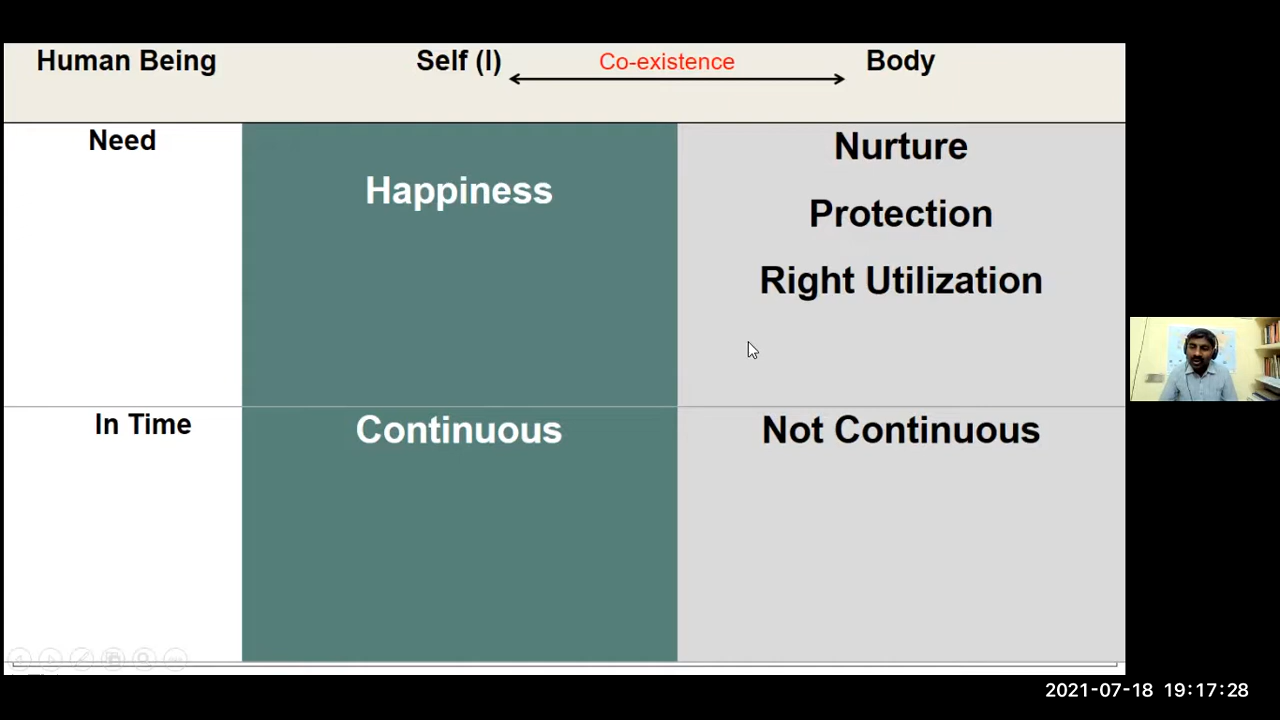 Human Being Self (I) Co-existence Body
Need
Happiness
Nurture
Protection
Right Utilization
In Time Continuous Not Continuous
2021-07-18 19:17:28